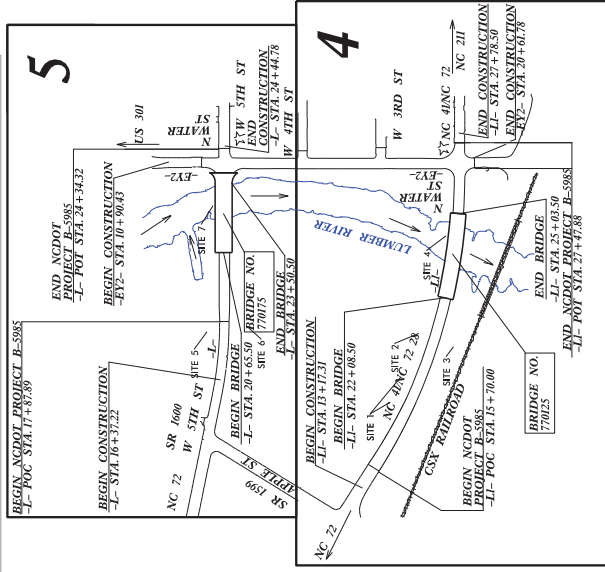 5
BEGIN NCDOT PROJECT B-5985
-L- POC STA. 17+87.89
BEGIN CONSTRUCTION
-L- STA. 16+37.22
END NCDOT
PROJECT B-5985
-L- POT STA. 24+34.32
BEGIN CONSTRUCTION
-EY2- STA. 10+90.43
US 301
N
WATER
ST
W 5TH ST
END
CONSTRUCTION
-L- STA. 24+44.78
W 4TH ST
-EY2-
SITE 7
SITE 5
-L-
NC 72
SR 1600
W 5TH ST
BEGIN BRIDGE
-L- STA. 20+65.50
BRIDGE NO.
770175
SITE 6
END BRIDGE
-L- STA. 23+50.50
SR 1599
APPLE ST
4
LUMBER RIVER
W 3RD ST
NC 211
NC 41/NC 72
END CONSTRUCTION
-L1- STA. 27+78.50
END CONSTRUCTION
-EY2- STA. 20+61.78
N
WATER
ST
-EY2-
SITE 4
-L1-
BEGIN CONSTRUCTION
-L1- STA. 13+17.31
BEGIN BRIDGE
-L1- STA. 22+08.50
SITE 1
SITE 2
NC 41/NC 72
SITE 3
CSX RAILROAD
NC 72
BEGIN NCDOT
PROJECT B-5985
-L1- POC STA. 15+70.00
BRIDGE NO.
770125
END BRIDGE
-L1- STA. 25+03.50
END NCDOT PROJECT B-5985
-L1- POT STA. 27+47.88